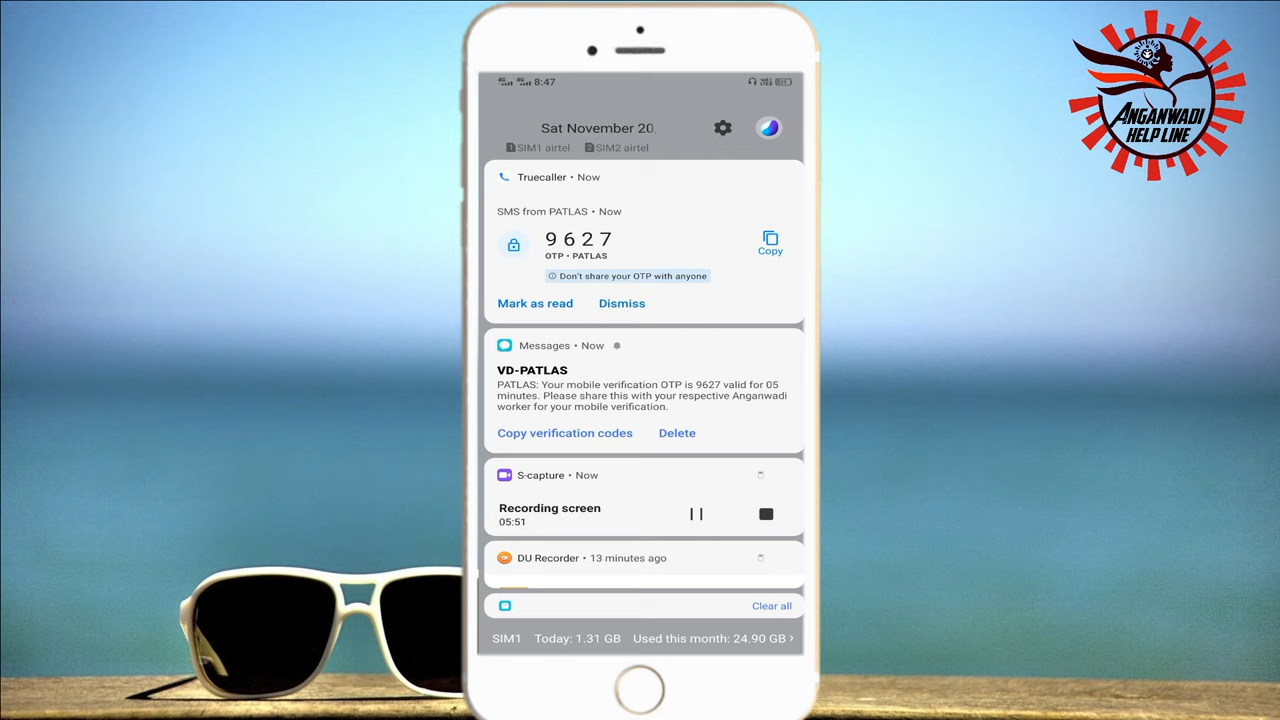 8:47
Sat November 20,
SIM1 airtel SIM2 airtel
Truecaller • Now
SMS from PATLAS • Now
9 6 2 7
Copy
OTP • PATLAS
Don't share your OTP with anyone
Mark as read Dismiss
Messages • Now
VD-PATLAS
PATLAS: Your mobile verification OTP is 9627 valid for 05
minutes. Please share this with your respective Anganwadi
worker for your mobile verification.
Copy verification codes Delete
S-capture • Now
Recording screen
05:51
DU Recorder • 13 minutes ago
Clear all
SIM1 Today: 1.31 GB Used this month: 24.90 GB ›
ANGANWADI
HELP LINE